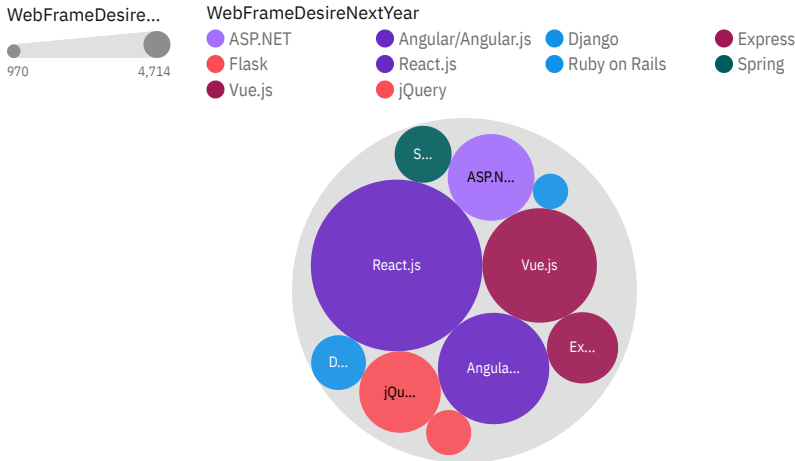 WebFrameDesire...
970
4,714
WebFrameDesireNextYear
ASP.NET
Angular/Angular.js
Django
Express
Flask
React.js
Ruby on Rails
Spring
Vue.js
jQuery
S...
ASP.N...
React.js
Vue.js
Ex...
D...
Angula...
jQu...